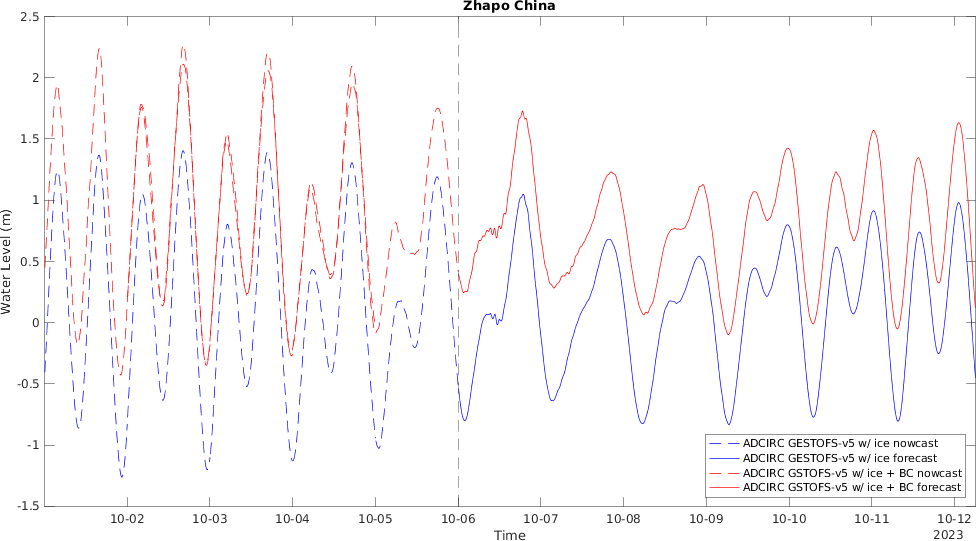 Zhapo China
2.5
2
1.5
1
0.5
0
-0.5
-1
-1.5
Water Level (m)
ADCIRC GESTOFS-v5 w/ ice nowcast
ADCIRC GESTOFS-v5 w/ ice forecast
ADCIRC GSTOFS-v5 w/ ice + BC nowcast
ADCIRC GSTOFS-v5 w/ ice + BC forecast
10-02 10-03 10-04 10-05 10-06 10-07 10-08 10-09 10-10 10-11 10-12
Time
2023